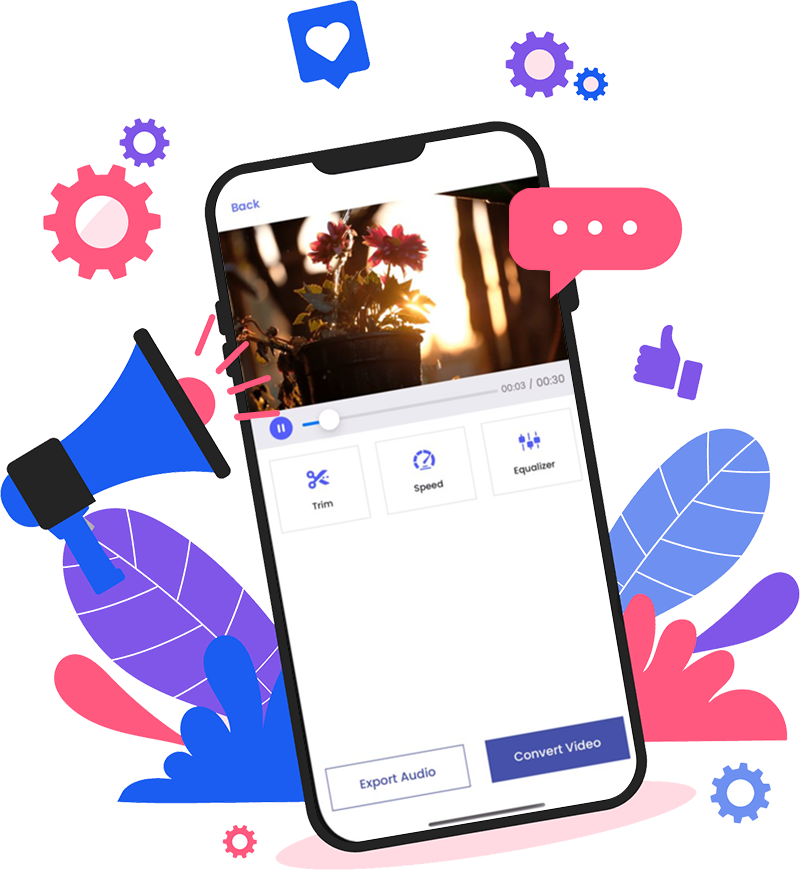 Back
00:03 / 00:30
Trim
Speed
Equalizer
Export Audio
Convert Video